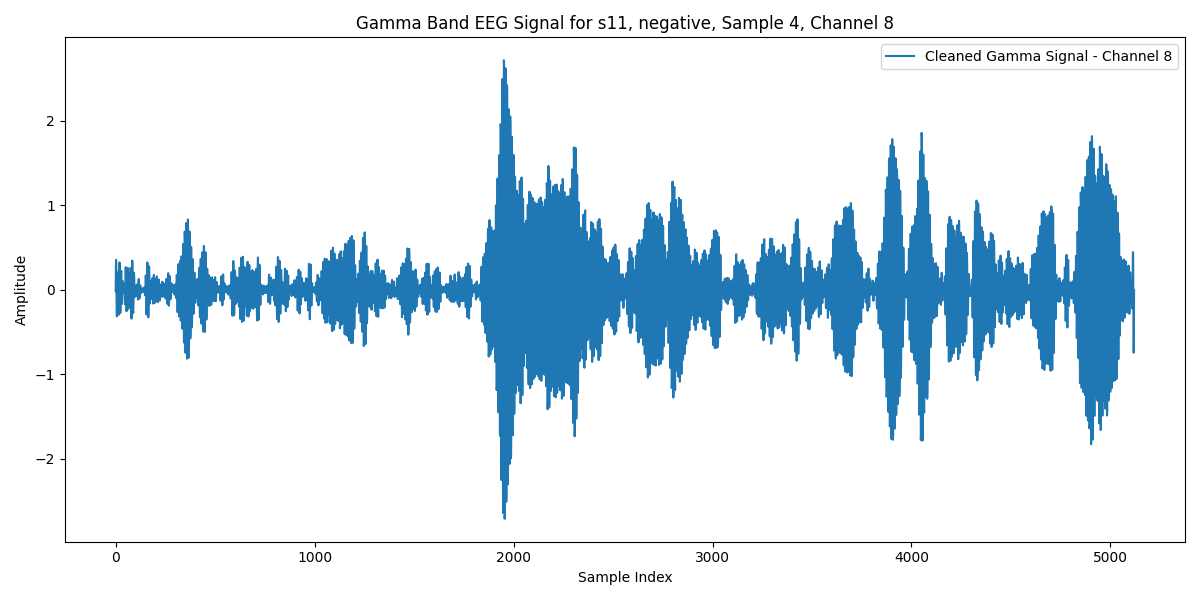 Gamma Band EEG Signal for s11, negative, Sample 4, Channel 8
Cleaned Gamma Signal - Channel 8
Amplitude
2
1
0
−1
−2
0 1000 2000 3000 4000 5000
Sample Index